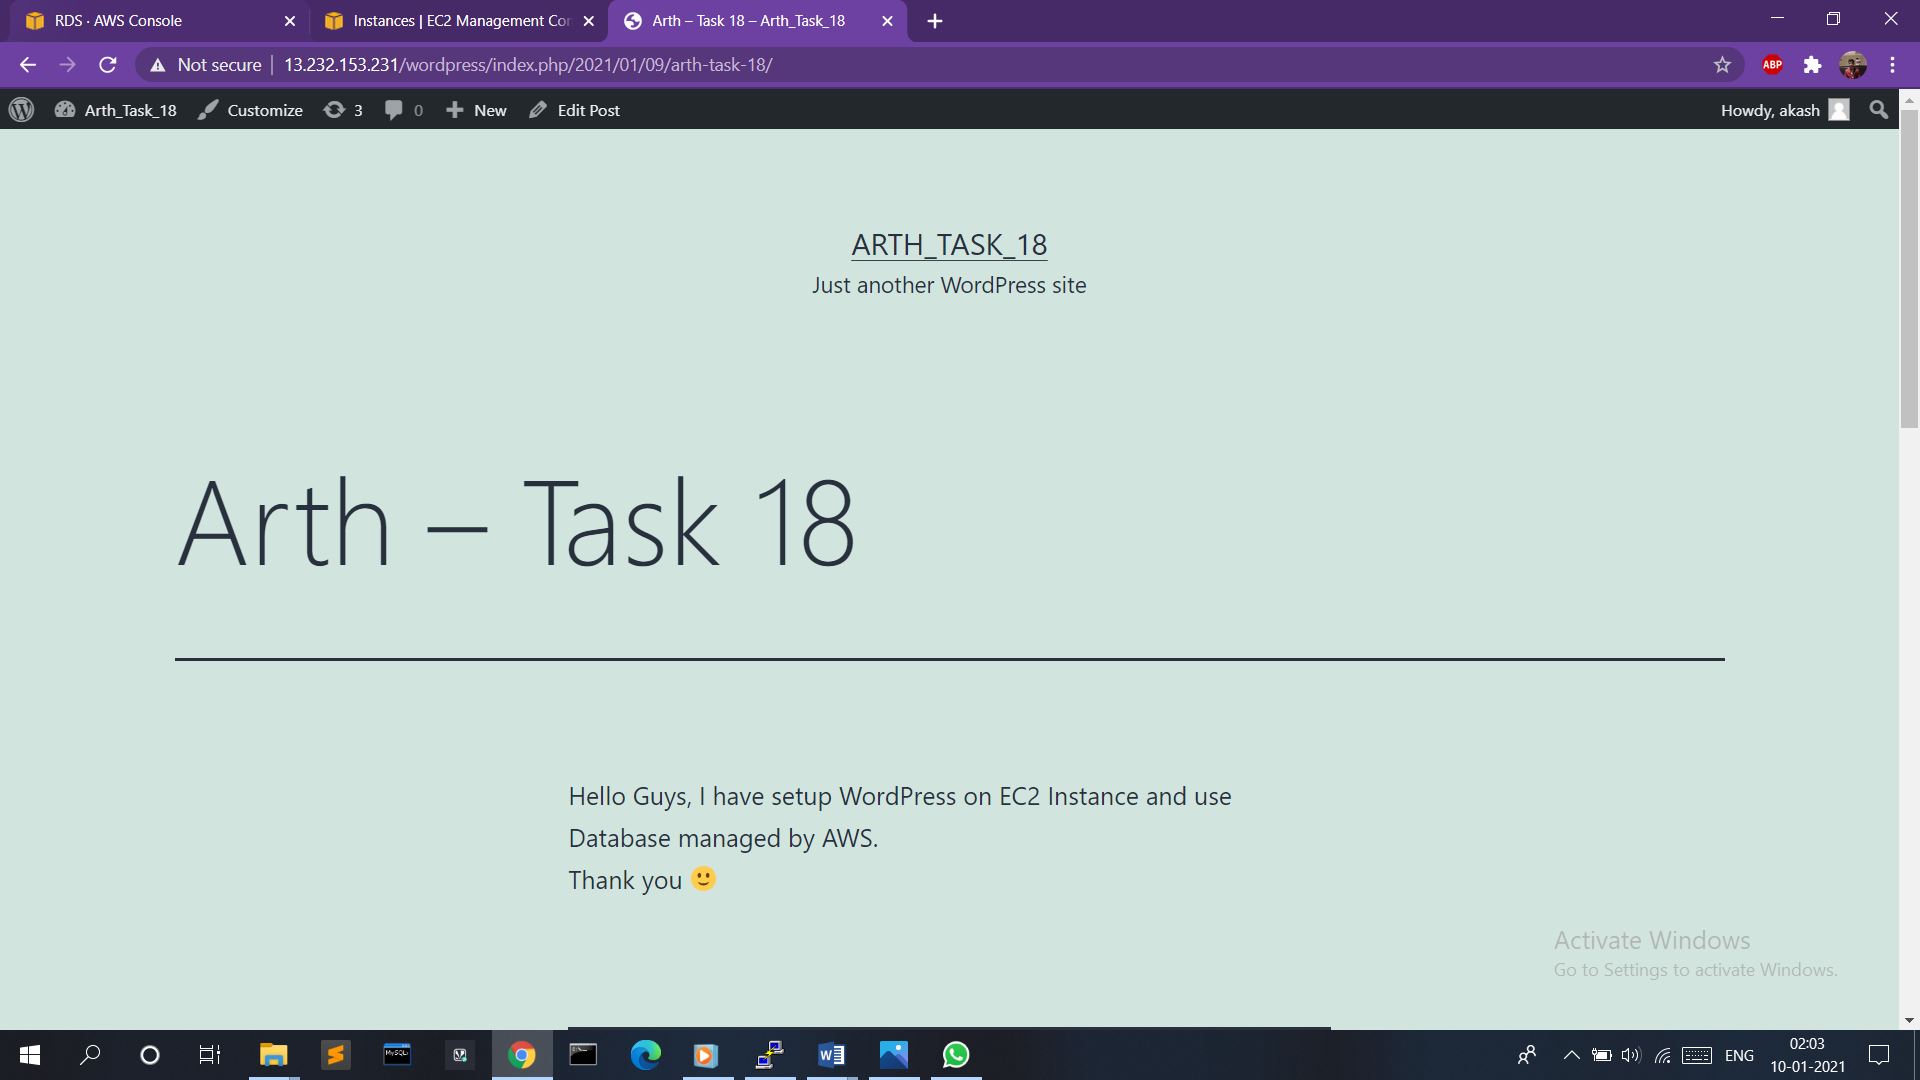 RDS · AWS Console
Instances | EC2 Management Con
Arth – Task 18 – Arth_Task_18
Not secure
13.232.153.231/wordpress/index.php/2021/01/09/arth-task-18/
ABP
Arth_Task_18
Customize
3
0
New
Edit Post
Howdy, akash
ARTH_TASK_18
Just another WordPress site
Arth – Task 18
Hello Guys, I have setup WordPress on EC2 Instance and use
Database managed by AWS.
Thank you 🙂
Activate Windows
Go to Settings to activate Windows.
MySQL
ENG
02:03
10-01-2021